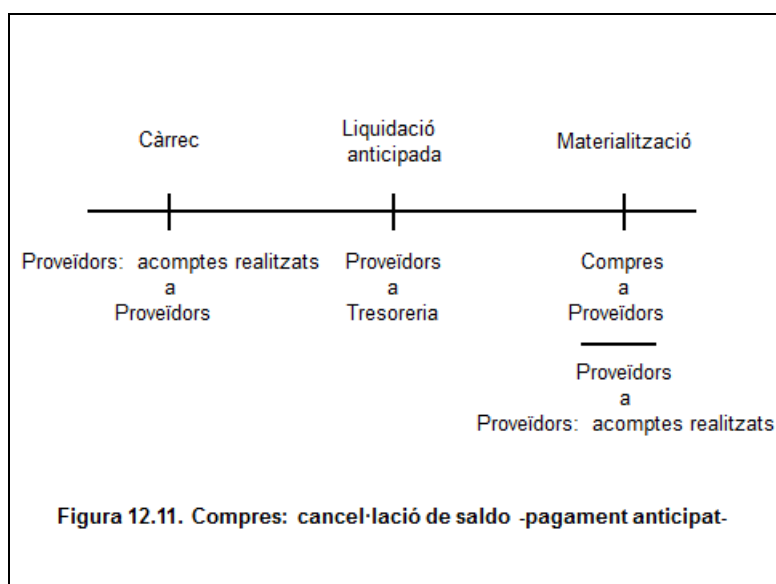 Càrrec
Liquidació
anticipada
Materialització
Proveïdors: acomptes realitzats
a
Proveïdors
Proveïdors
a
Tresoreria
Compres
a
Proveïdors
Proveïdors
a
Proveïdors: acomptes realitzats
Figura 12.11. Compres: cancel·lació de saldo -pagament anticipat-